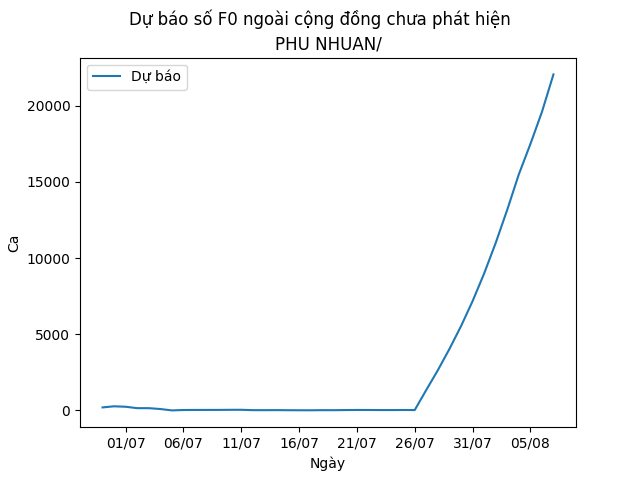 Dự báo số F0 ngoài cộng đồng chưa phát hiện
PHU NHUAN/
Dự báo
20000
15000
10000
5000
0
Ca
01/07 06/07 11/07 16/07 21/07 26/07 31/07 05/08
Ngày